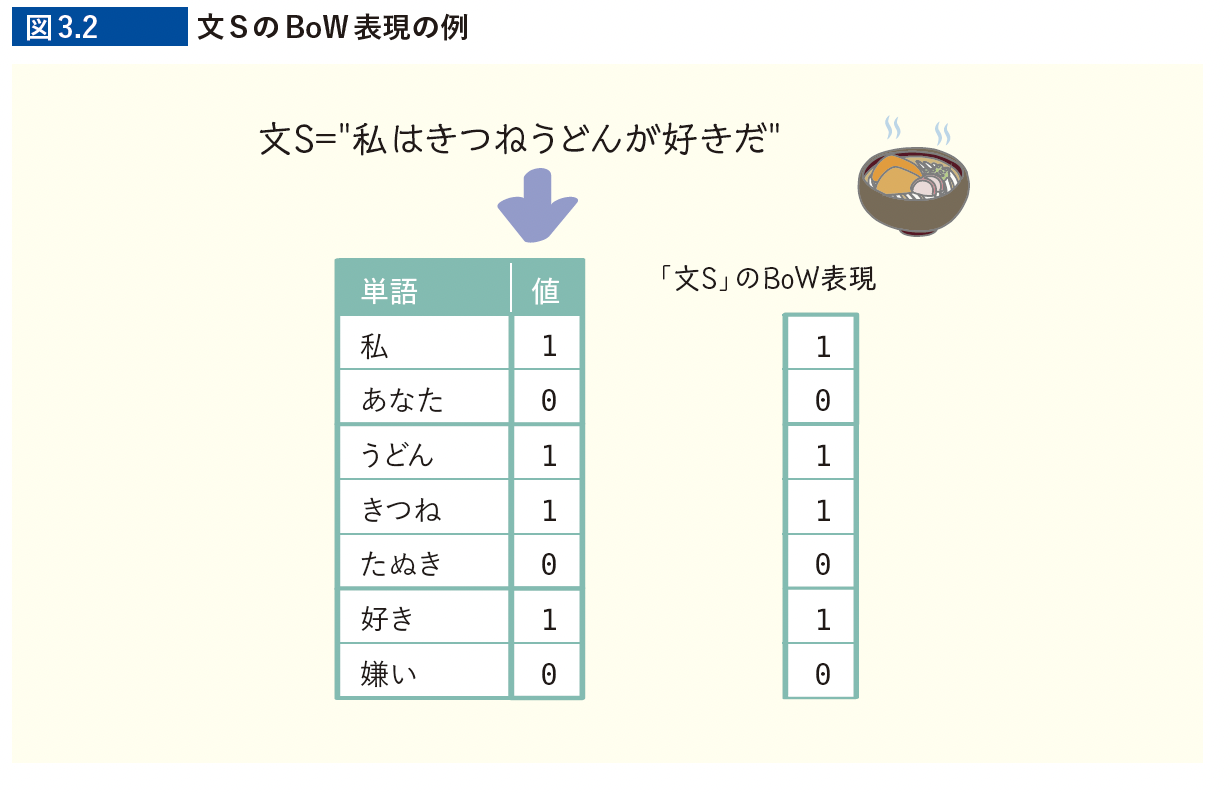 図3.2 文SのBoW表現の例
文S="私はきつねうどんが好きだ"
単語 値
私 1
あなた 0
うどん 1
きつね 1
たぬき 0
好き 1
嫌い 0
「文S」のBoW表現
1
0
1
1
0
1
0